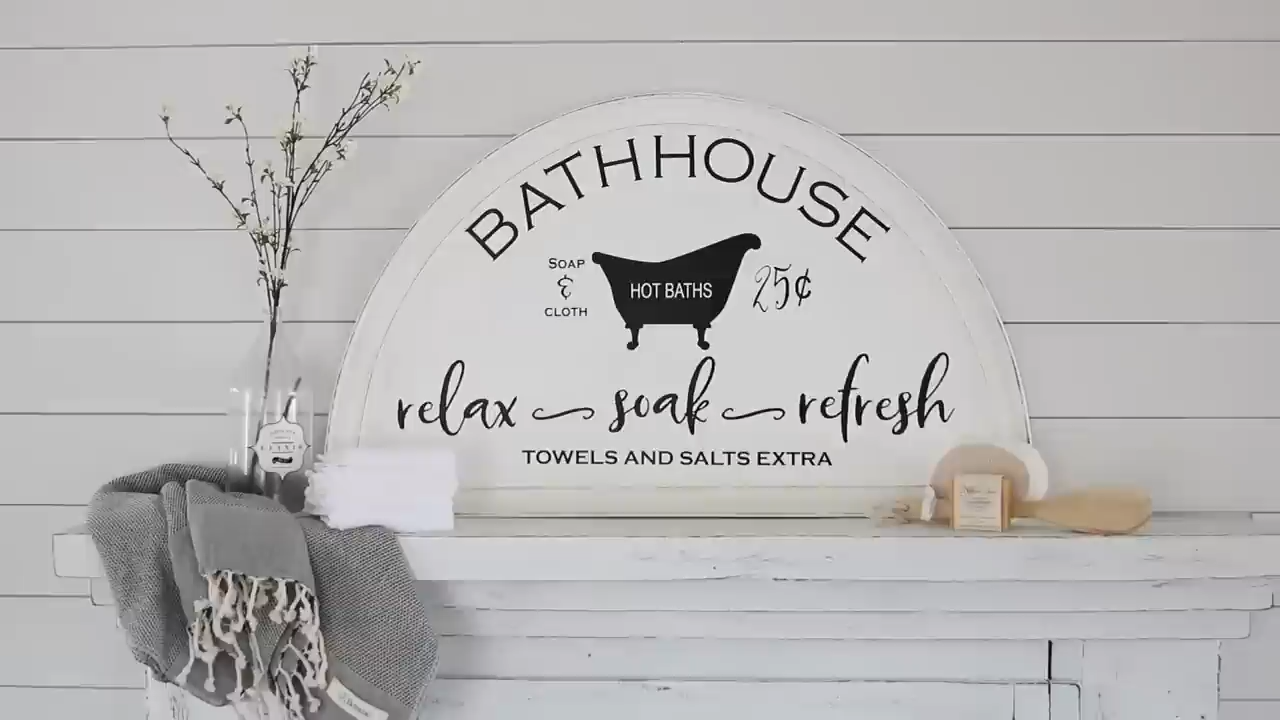 BATHHOUSE
SOAP
&
CLOTH
HOT BATHS
25¢
relax soak refresh
TOWELS AND SALTS EXTRA